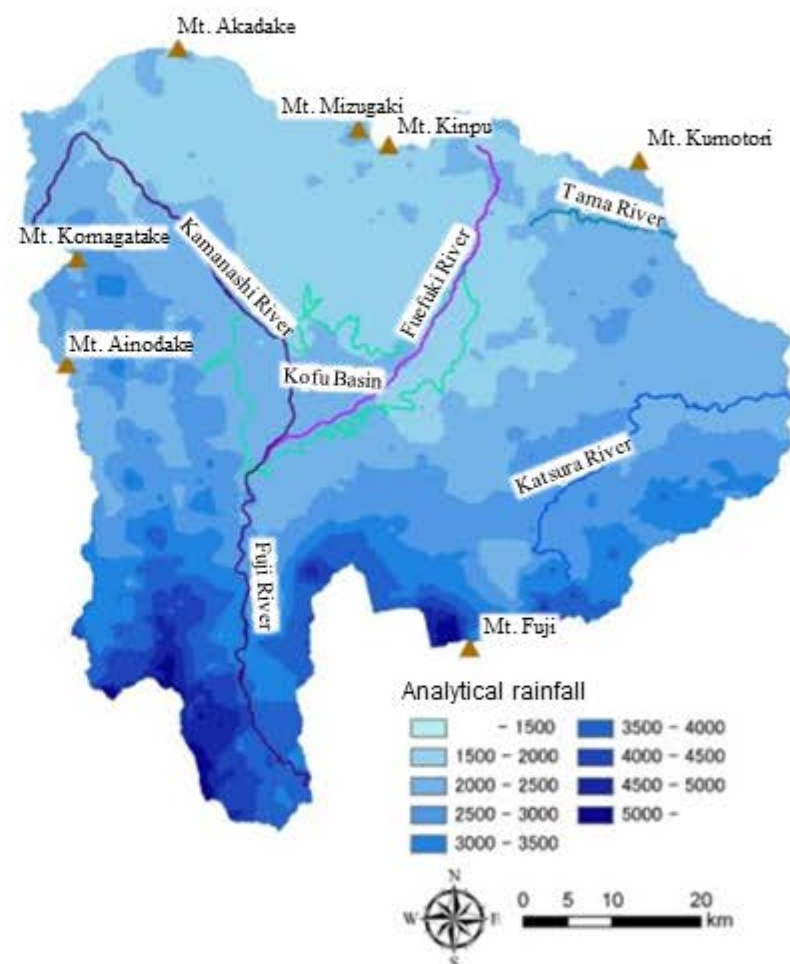 Mt. Akadake
Mt. Mizugaki
Mt. Kinpu
Mt. Kumotori
Tama River
Mt. Komagatake
Kamanashi River
Fuefuki River
Mt. Ainodake
Kofu Basin
Katsura River
Fuji River
Mt. Fuji
Analytical rainfall
- 1500
3500 - 4000
1500 - 2000
4000 - 4500
2000 - 2500
4500 - 5000
2500 - 3000
5000 -
3000 - 3500
N
W
E
S
0 5 10 20
km